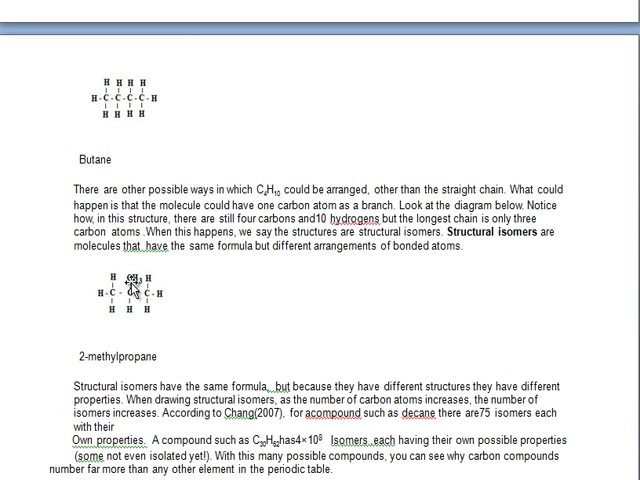 H H H H
H-C-C-C-C-H
H H H H
Butane
There are other possible ways in which C4H10 could be arranged, other than the straight chain. What could
happen is that the molecule could have one carbon atom as a branch. Look at the diagram below. Notice
how, in this structure, there are still four carbons and10 hydrogens but the longest chain is only three
carbon atoms .When this happens, we say the structures are structural isomers. Structural isomers are
molecules that have the same formula but different arrangements of bonded atoms.
H CH3 H
H-C - C - C-H
H H H
2-methylpropane
Structural isomers have the same formula, but because they have different structures they have different
properties. When drawing structural isomers, as the number of carbon atoms increases, the number of
isomers increases. According to Chang(2007), for acompound such as decane there are75 isomers each
with their
Own properties. A compound such as C30H62has4×108 Isomers .each having their own possible properties
(some not even isolated yet!). With this many possible compounds, you can see why carbon compounds
number far more than any other element in the periodic table.